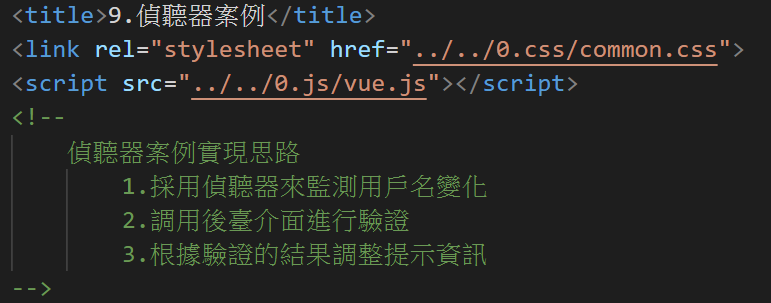 <title>9.偵聽器案例</title>
<link rel="stylesheet" href="../../0.css/common.css">
<script src="../../0.js/vue.js"></script>
<!--
偵聽器案例實現思路
1.採用偵聽器來監測用戶名變化
2.調用後臺介面進行驗證
3.根據驗證的結果調整提示資訊
-->